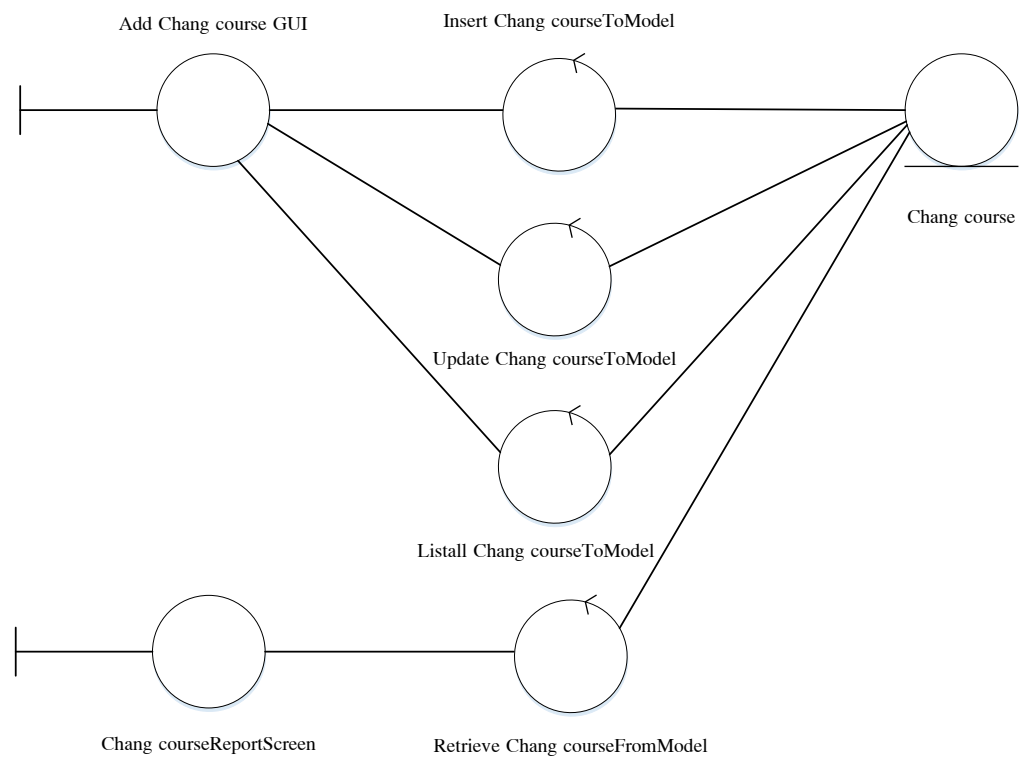 Add Chang course GUI
Insert Chang courseToModel
Chang course
Update Chang courseToModel
Listall Chang courseToModel
Chang courseReportScreen
Retrieve Chang courseFromModel